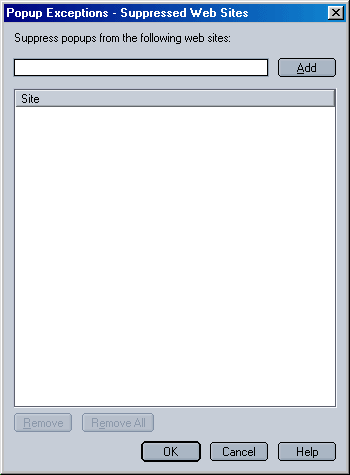 Popup Exceptions - Suppressed Web Sites
Suppress popups from the following web sites:
Add
Site
Remove
Remove All
OK
Cancel
Help